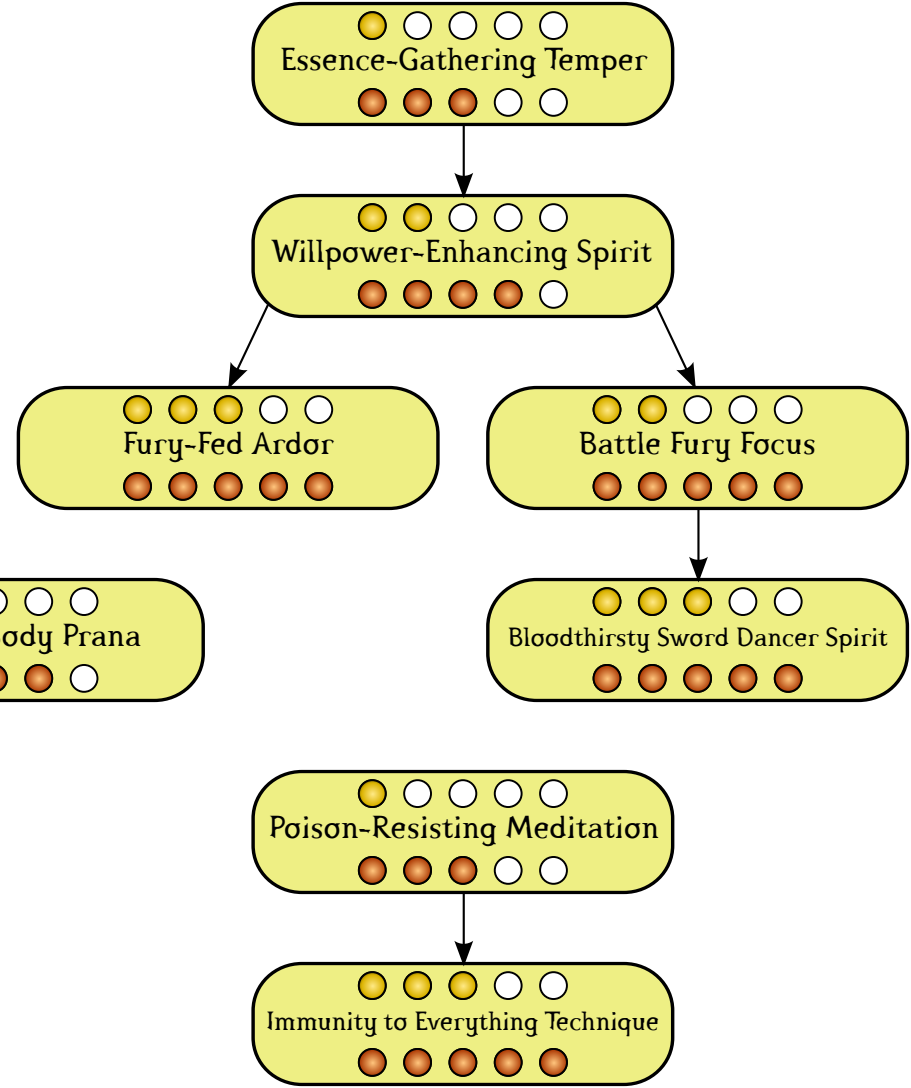 Essence-Gathering Temper
Willpower-Enhancing Spirit
Fury-Fed Ardor
Battle Fury Focus
Prana
Bloodthirsty Sword Dancer Spirit
Poison-Resisting Meditation
Immunity to Everything Technique